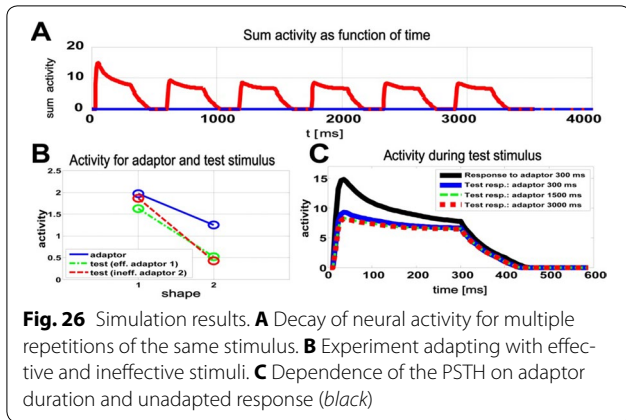 A
Sum activity as function of time
sum activity
20
10
0
0
1000
2000
3000
4000
t [ms]
B
Activity for adaptor and test stimulus
activity
2.5
2
1.5
1
0.5
0
adaptor
test (eff. adaptor 1)
test (ineff. adaptor 2)
1
2
shape
C
Activity during test stimulus
activity
15
10
5
0
Response to adaptor 300 ms
Test resp.: adaptor 300 ms
Test resp.: adaptor 1500 ms
Test resp.: adaptor 3000 ms
0
100
200
300
400
500
600
time [ms]
Fig. 26 Simulation results. A Decay of neural activity for multiple
repetitions of the same stimulus. B Experiment adapting with effec-
tive and ineffective stimuli. C Dependence of the PSTH on adaptor
duration and unadapted response (black)